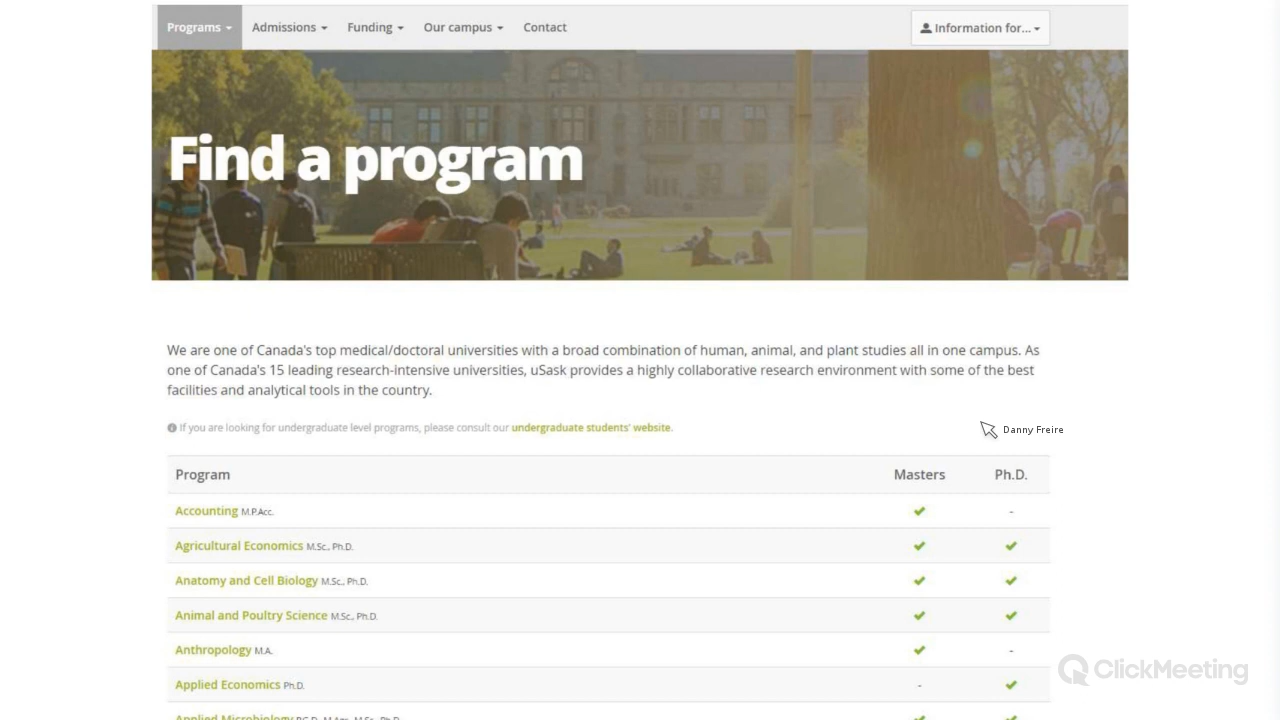 Programs Admissions Funding Our campus Contact Information for...
Find a program
We are one of Canada's top medical/doctoral universities with a broad combination of human, animal, and plant studies all in one campus. As
one of Canada's 15 leading research-intensive universities, uSask provides a highly collaborative research environment with some of the best
facilities and analytical tools in the country.
If you are looking for undergraduate level programs, please consult our undergraduate students' website.
Danny Freire
Program Masters Ph.D.
Accounting M.P.Acc. -
Agricultural Economics M.Sc., Ph.D.
Anatomy and Cell Biology M.Sc., Ph.D.
Animal and Poultry Science M.Sc., Ph.D.
Anthropology M.A. -
Applied Economics Ph.D. -
ClickMeeting
Applied Microbiology P.G.D., M.Agr., M.Sc., Ph.D.